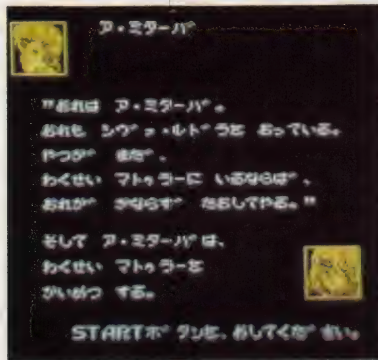 ア・ミターバ
"おれは ア・ミターバ。
おれも シヴァ・ルドラを おっている。
やつが まだ、
わくせい マトゥラーに いるならば、
おれが かならず たおしてやる。"
そして ア・ミターバは、
わくせい マトゥラーを
かいめつ する。
STARTボタンを、おしてください。